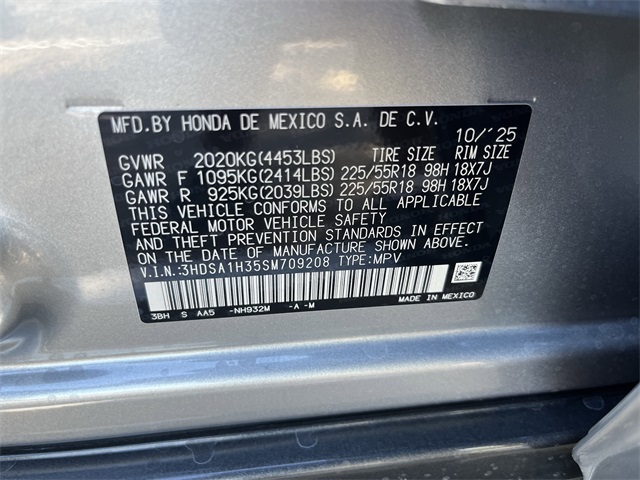 MFD.BY HONDA DE MEXICO S.A. DE C.V.
10/'25
GVWR 2020KG(4453LBS) TIRE SIZE RIM SIZE
GAWR F 1095KG(2414LBS) 225/55R18 98H 18X7J
GAWR R 925KG(2039LBS) 225/55R18 98H 18X7J
THIS VEHICLE CONFORMS TO ALL APPLICABLE
FEDERAL MOTOR VEHICLE SAFETY
AND THEFT PREVENTION STANDARDS IN EFFECT
ON THE DATE OF MANUFACTURE SHOWN ABOVE.
V.I.N.:3HDSA1H35SM709208 TYPE:MPV
MADE IN MEXICO
3BH S AA5 -NH932M -A -M